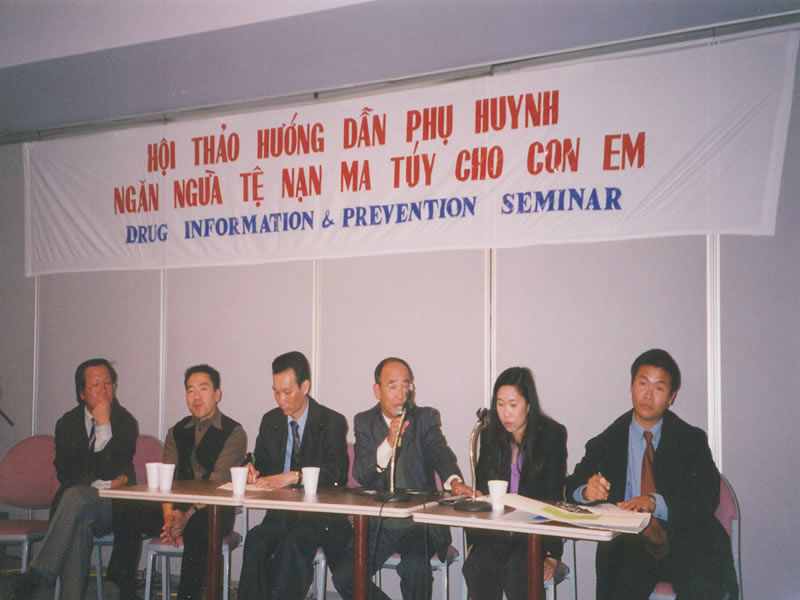 HỘI THẢO HƯỚNG DẪN PHỤ HUYNH
NGĂN NGỪA TỆ NẠN MA TÚY CHO CON EM
DRUG INFORMATION & PREVENTION SEMINAR